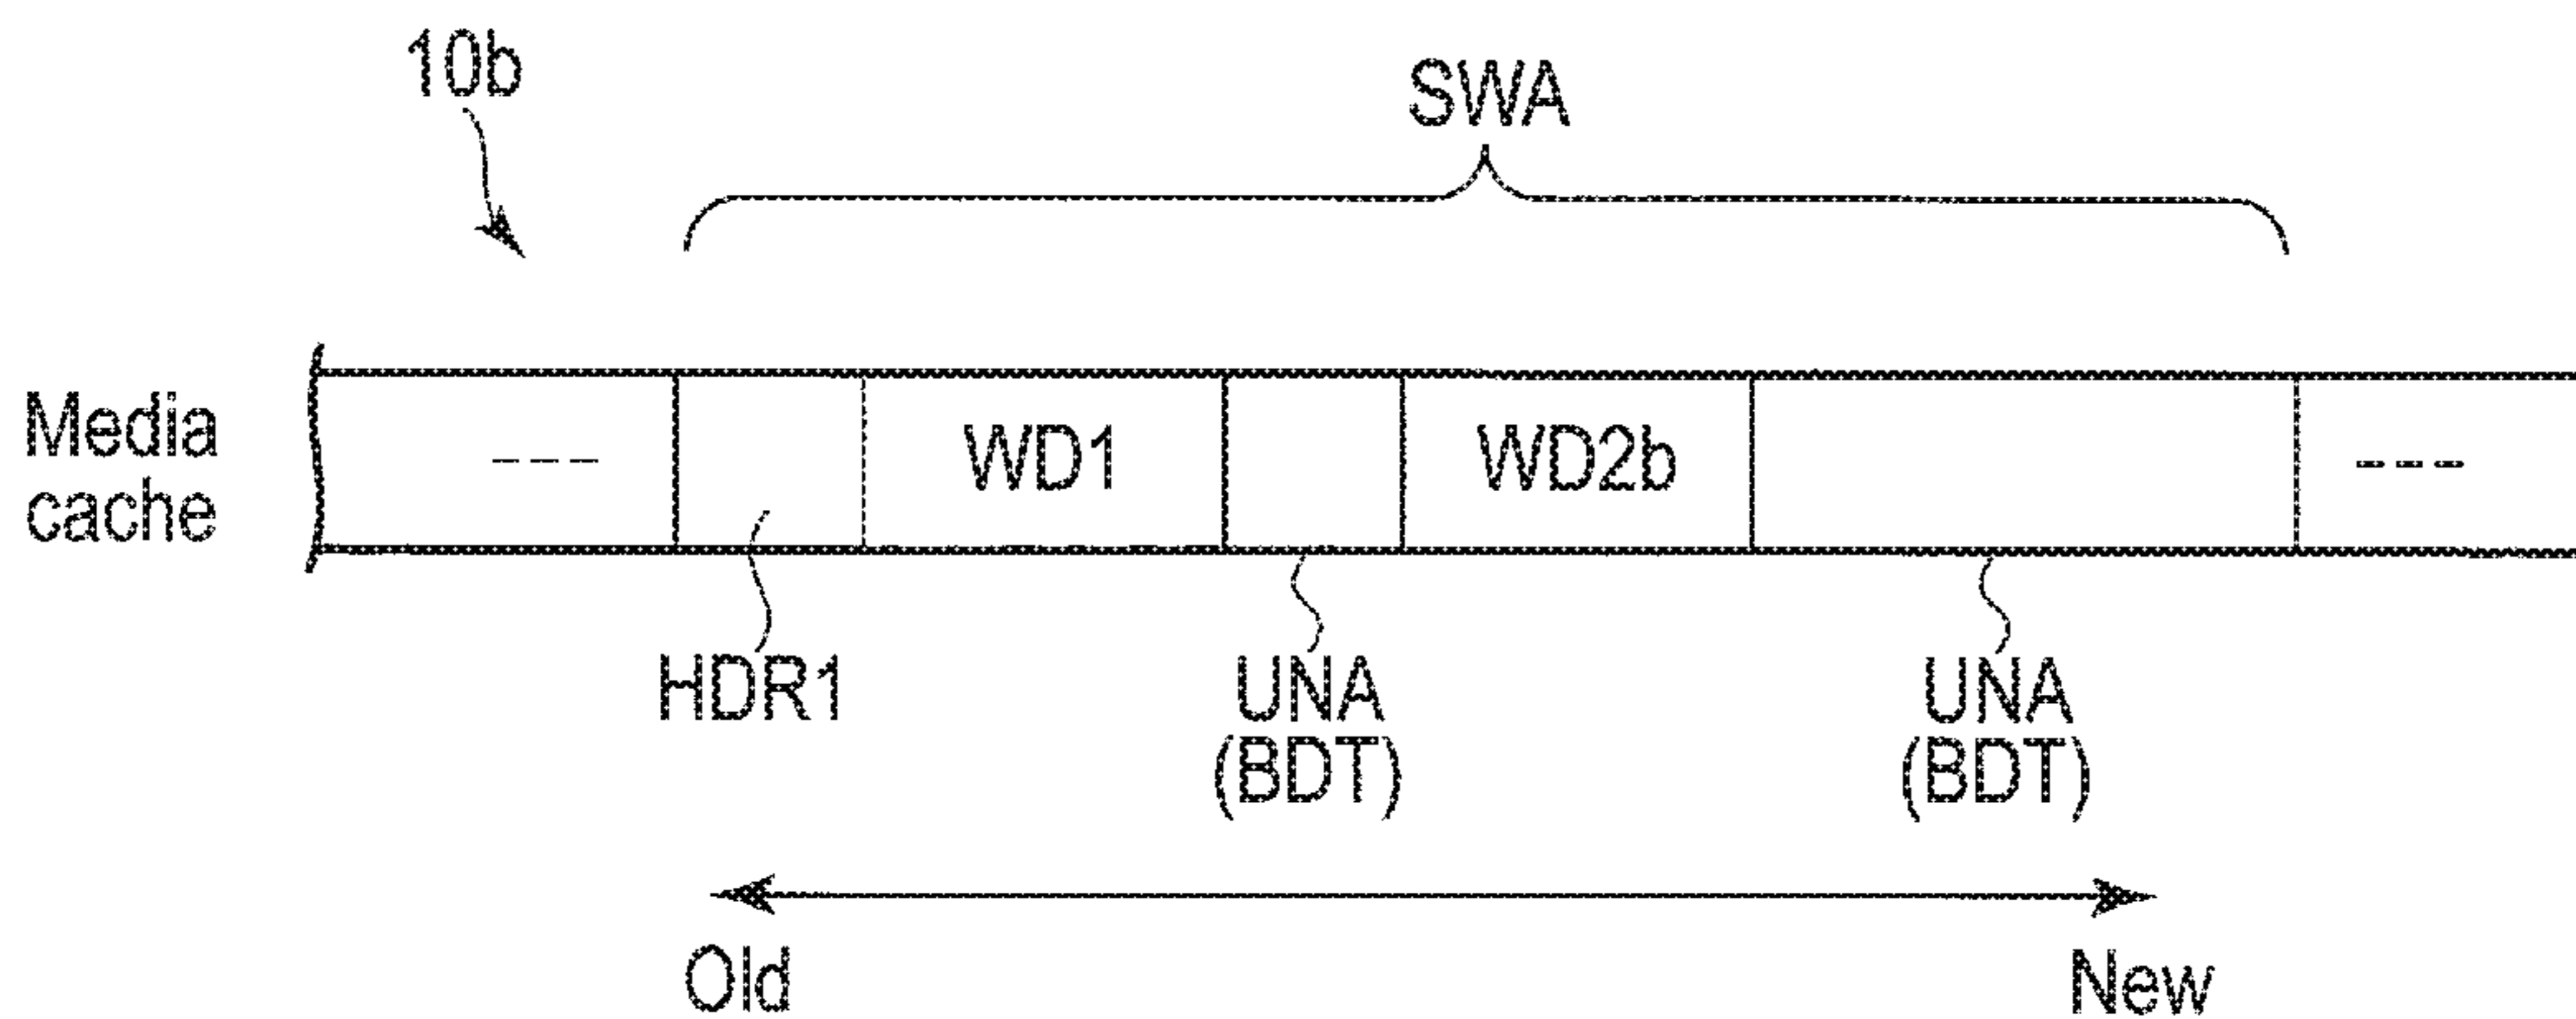 10b
SWA
Media
cache
---
WD1
WD2b
---
HDR1
UNA
(BDT)
UNA
(BDT)
Old
New